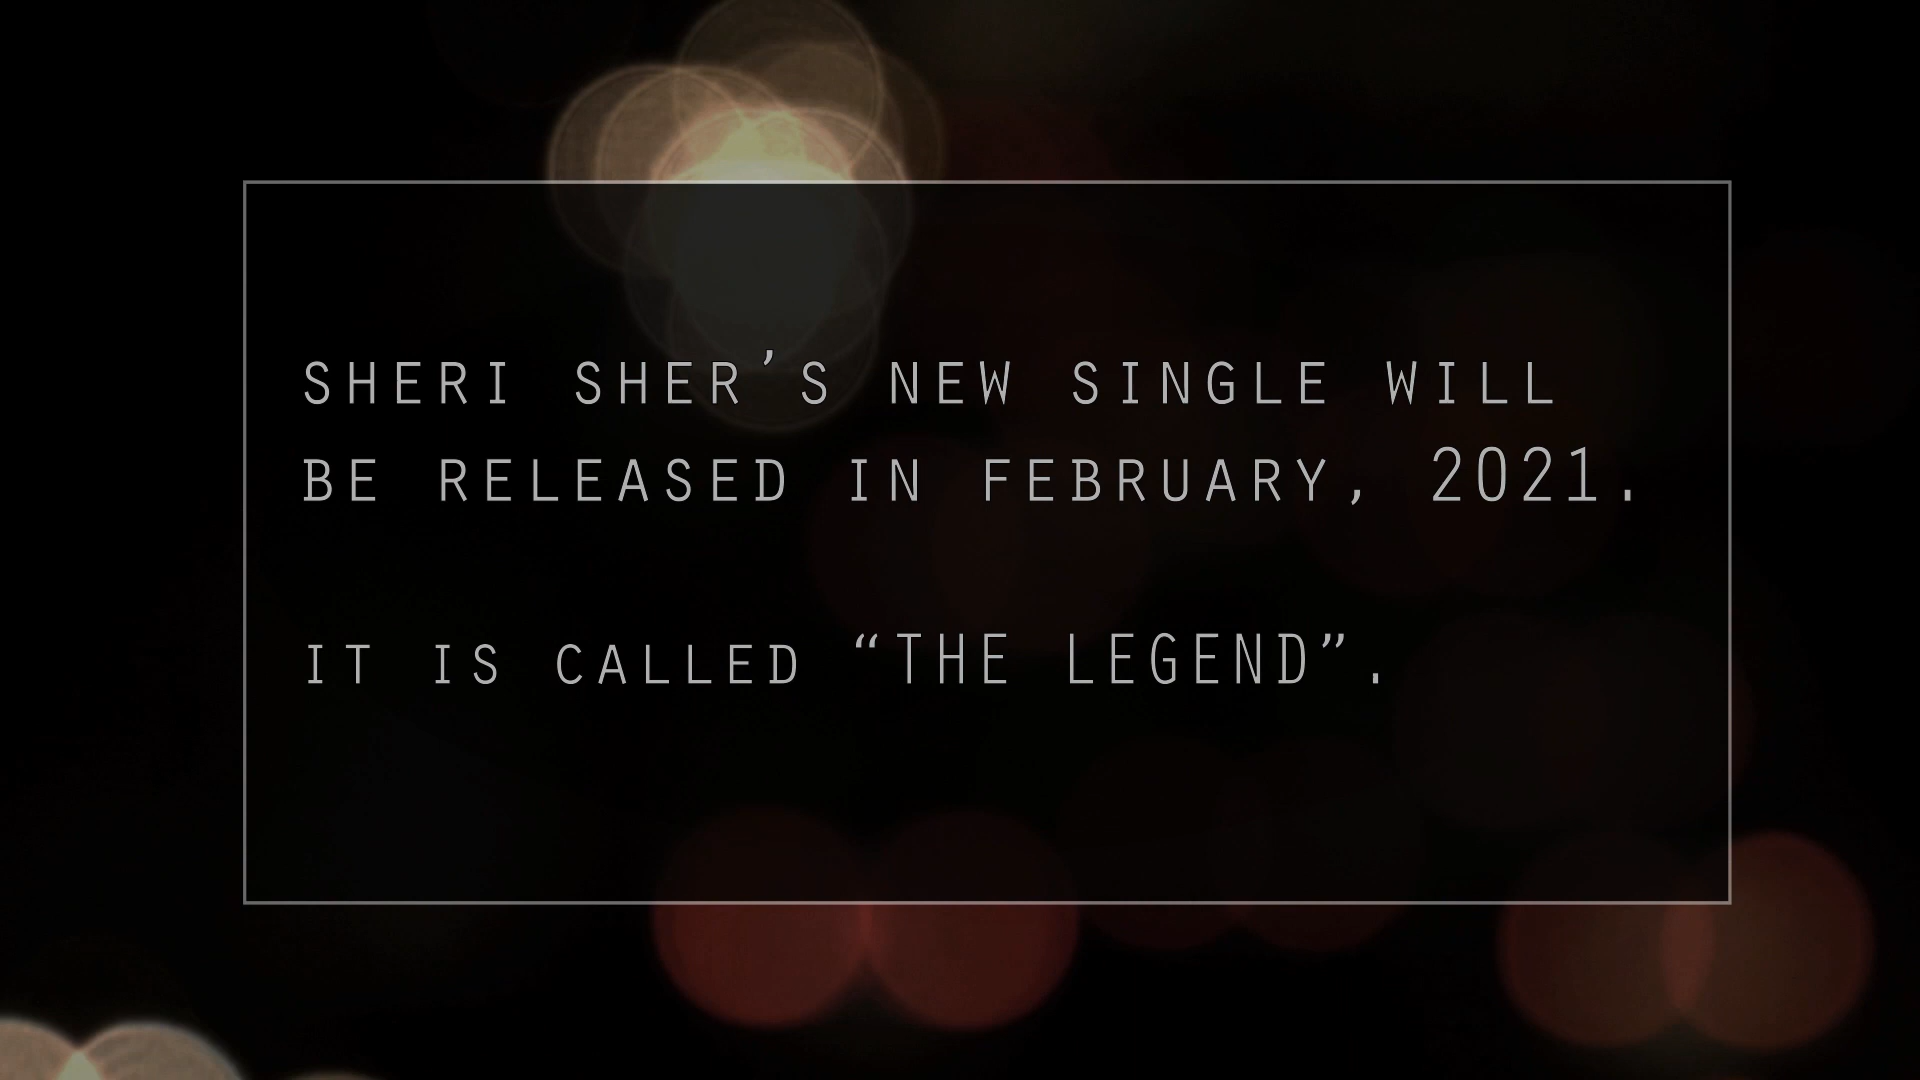 SHERI SHER’S NEW SINGLE WILL
BE RELEASED IN FEBRUARY, 2021.
IT IS CALLED “THE LEGEND”.